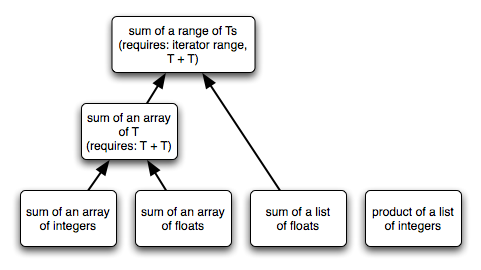 sum of a range of Ts
(requires: iterator range,
T + T)
sum of an array
of T
(requires: T + T)
sum of an array
of integers
sum of an array
of floats
sum of a list
of floats
product of a list
of integers